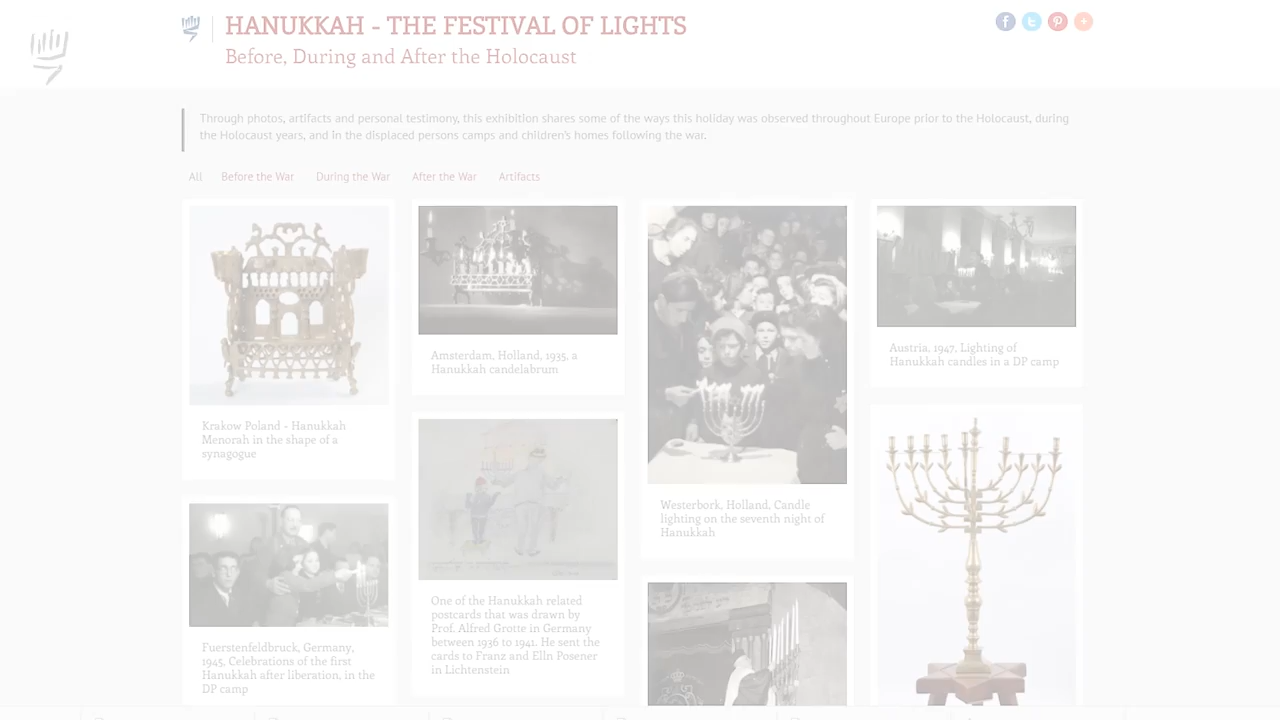 HANUKKAH - THE FESTIVAL OF LIGHTS
Before, During and After the Holocaust
Through photos, artifacts and personal testimony, this exhibition shares some of the ways this holiday was observed throughout Europe prior to the Holocaust, during
the Holocaust years, and in the displaced persons camps and children's homes following the war.
All Before the War During the War After the War Artifacts
Krakow Poland - Hanukkah
Menorah in the shape of a
synagogue
Fuerstenfeldbruck, Germany,
1945, Celebrations of the first
Hanukkah after liberation, in the
DP camp
Amsterdam, Holland, 1935, a
Hanukkah candelabrum
One of the Hanukkah related
postcards that was drawn by
Prof. Alfred Grotte in Germany
between 1936 to 1941. He sent the
cards to Franz and Elln Posener
in Lichtenstein
Westerbork, Holland, Candle
lighting on the seventh night of
Hanukkah
Austria, 1947, Lighting of
Hanukkah candles in a DP camp